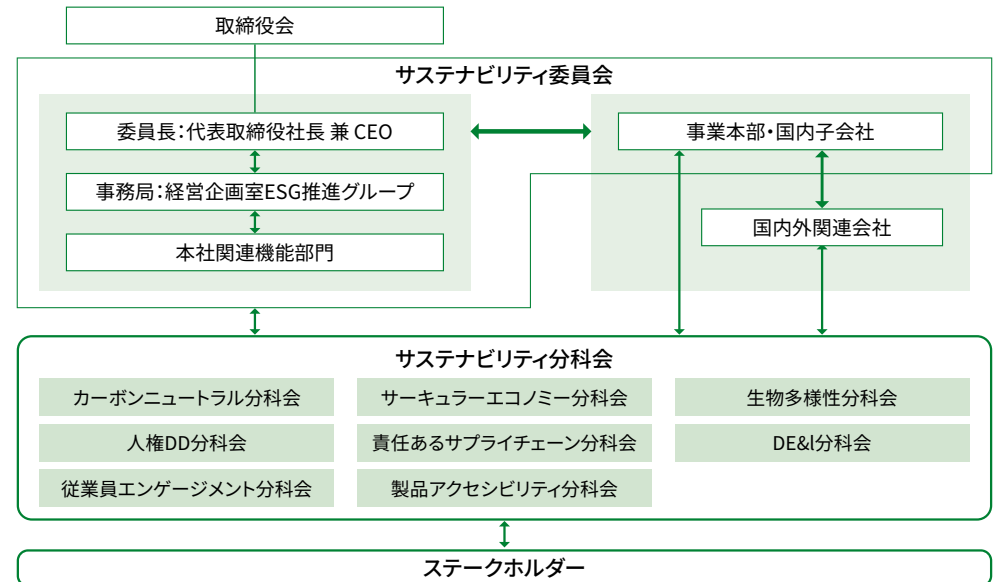 取締役会
サステナビリティ委員会
委員長：代表取締役社長 兼 CEO
事業本部・国内子会社
事務局：経営企画室ESG推進グループ
国内外関連会社
本社関連機能部門
サステナビリティ分科会
カーボンニュートラル分科会
サーキュラーエコノミー分科会
生物多様性分科会
人権DD分科会
責任あるサプライチェーン分科会
DE&l分科会
従業員エンゲージメント分科会
製品アクセシビリティ分科会
ステークホルダー